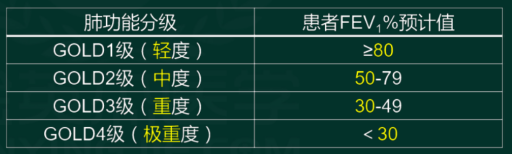 肺功能分级 患者FEV₁%预计值
GOLD1级（轻度） ≥80
GOLD2级（中度） 50-79
GOLD3级（重度） 30-49
GOLD4级（极重度） ＜30